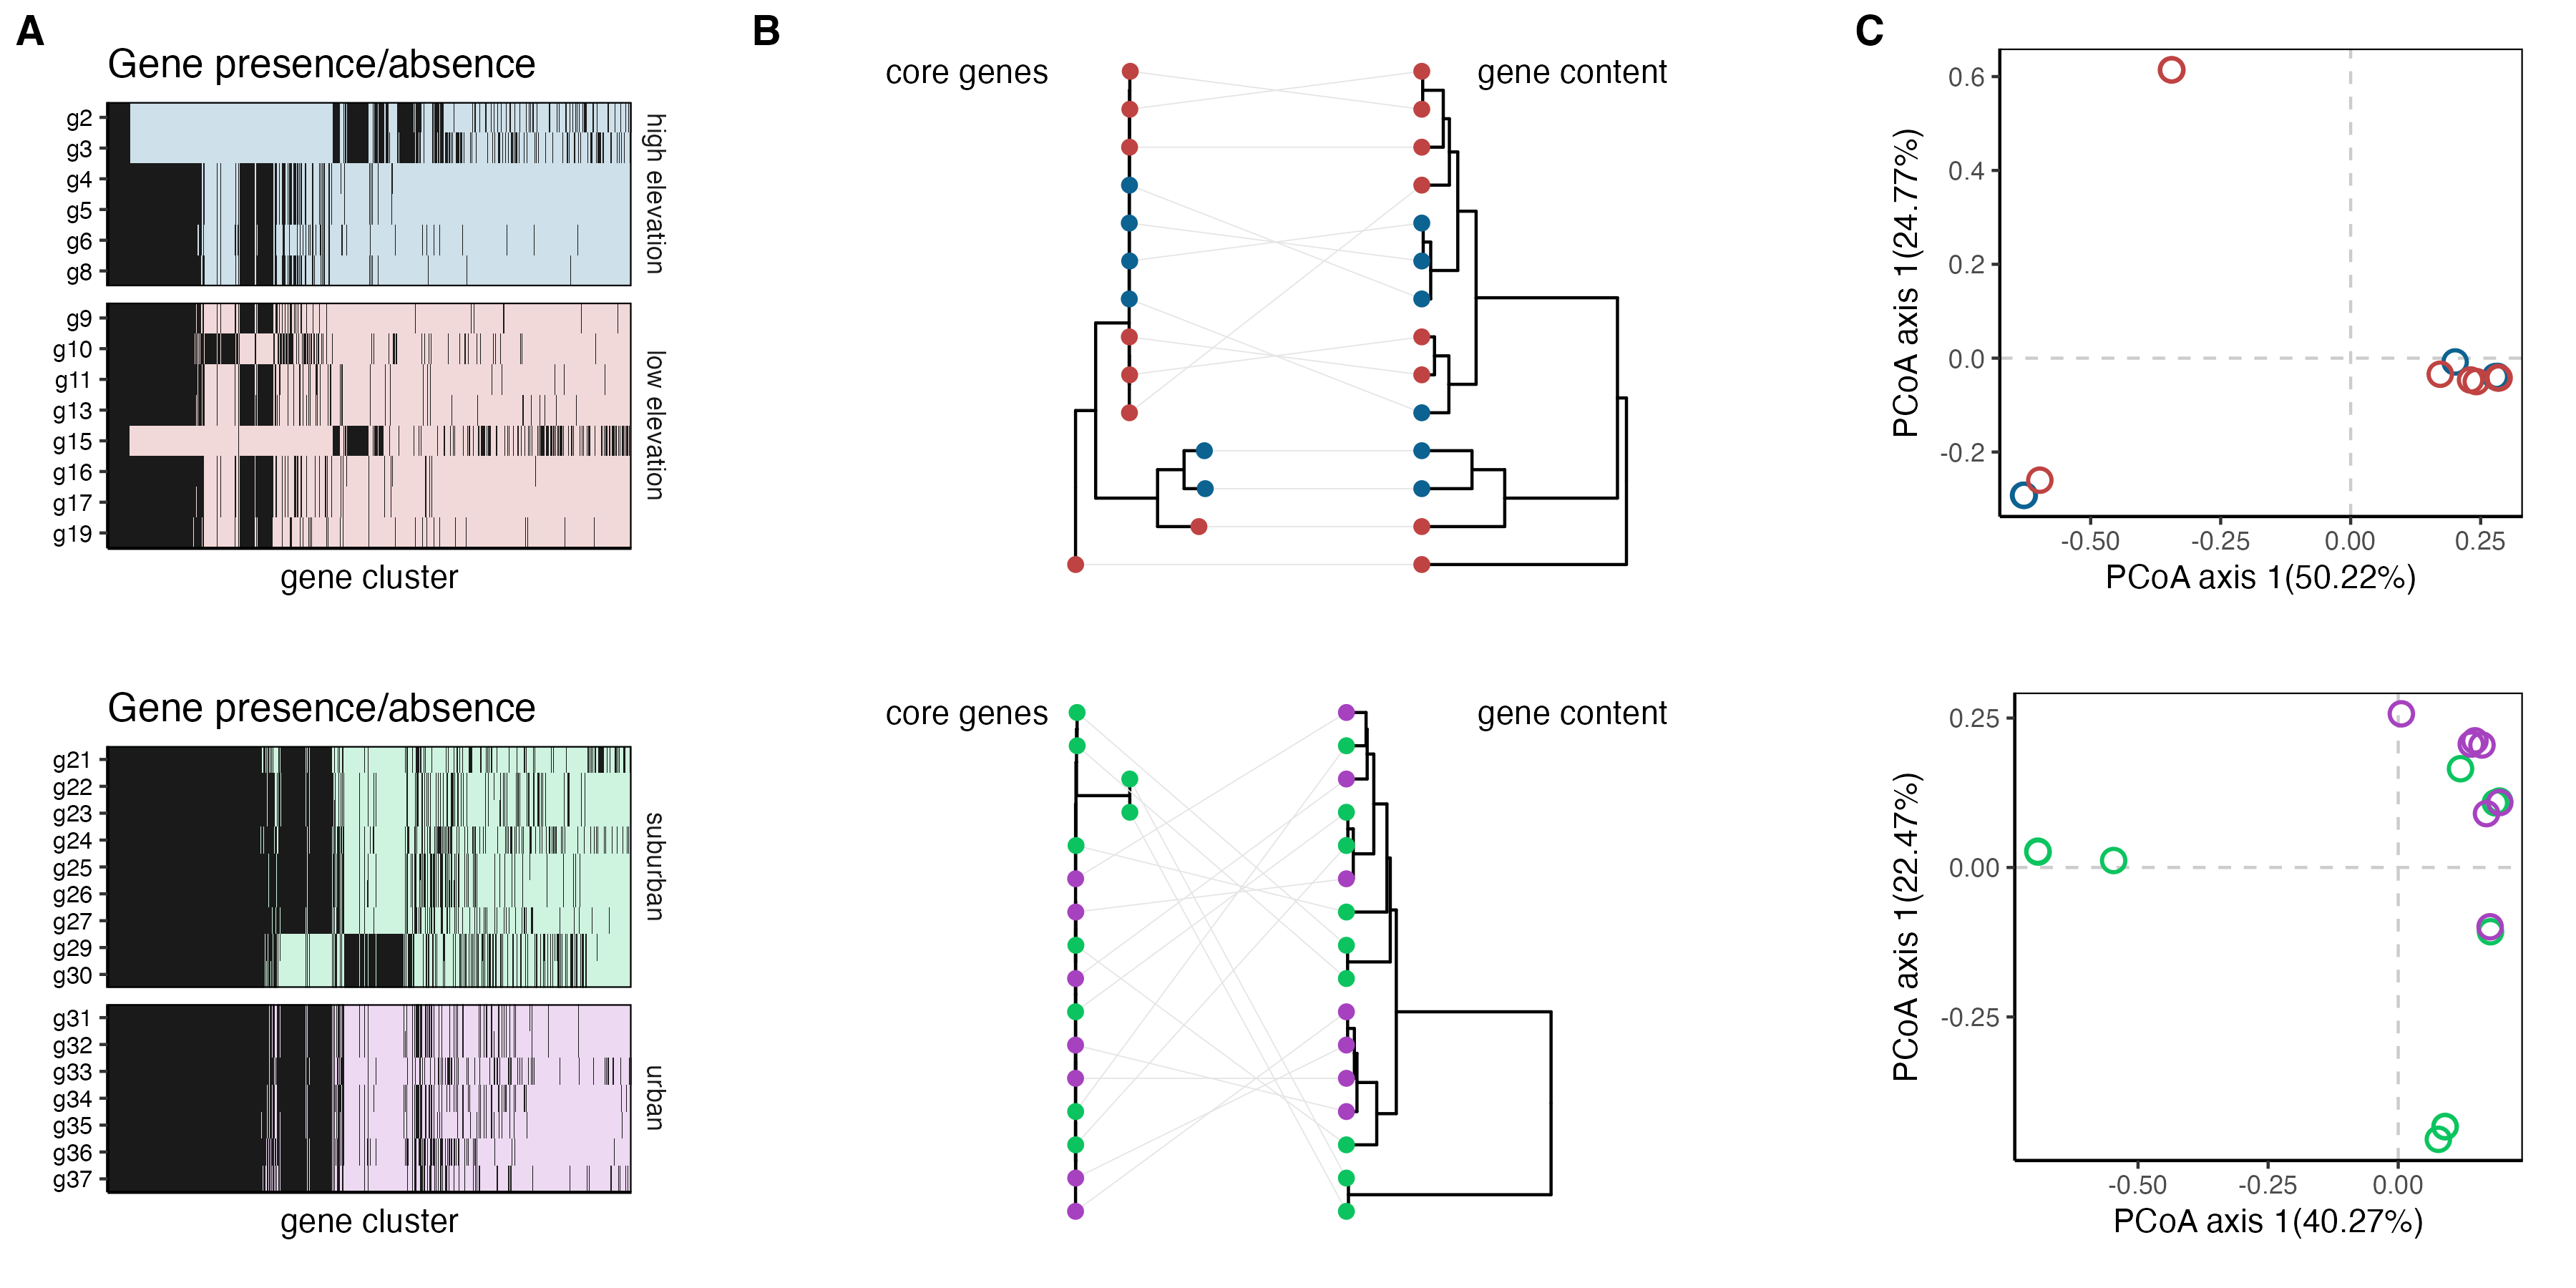 A
Gene presence/absence
g2
g3
g4
g5
g6
g8
high elevation
g9
g10
g11
g13
g15
g16
g17
g19
low elevation
gene cluster
B
core genes
gene content
C
0.6
0.4
0.2
0.0
-0.2
PCoA axis 1(24.77%)
-0.50
-0.25
0.00
0.25
PCoA axis 1(50.22%)
Gene presence/absence
g21
g22
g23
g24
g25
g26
g27
g29
g30
suburban
g31
g32
g33
g34
g35
g36
g37
urban
gene cluster
core genes
gene content
0.25
0.00
-0.25
PCoA axis 1(22.47%)
-0.50
-0.25
0.00
PCoA axis 1(40.27%)